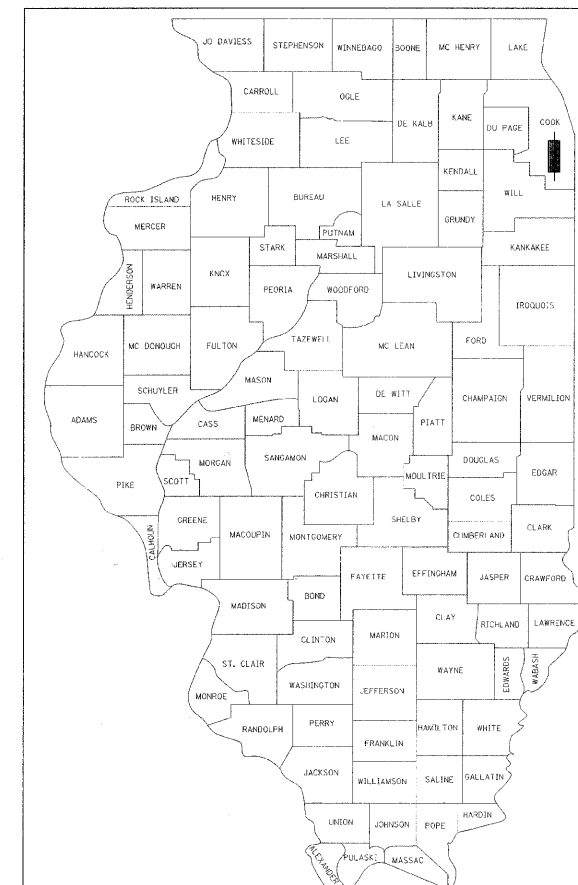 JO DAVIESS
STEPHENSON
WINNEBAGO
BOONE
MC HENRY
LAKE
CARROLL
OGLE
DE KALB
KANE
COOK
DU PAGE
WHITESIDE
LEE
KENDALL
WILL
ROCK ISLAND
HENRY
BUREAU
LA SALLE
GRUNDY
MERCER
PUTNAM
STARK
MARSHALL
KANKAKEE
HENDERSON
WARREN
KNOX
PEORIA
WOODFORD
LIVINGSTON
IROQUOIS
HANCOCK
MC DONOUGH
FULTON
TAZEWELL
MC LEAN
FORD
MASON
SCHUYLER
LOGAN
DE WITT
CHAMPAIGN
VERMILION
ADAMS
BROWN
CASS
MENARD
PIATT
MACON
PIKE
SCOTT
MORGAN
SANGAMON
DOUGLAS
EDGAR
MOULTRIE
CHRISTIAN
COLES
CALHOUN
GREENE
MACOUPIN
SHELBY
CUMBERLAND
CLARK
MONTGOMERY
JERSEY
FAYETTE
EFFINGHAM
JASPER
CRAWFORD
MADISON
BOND
CLAY
RICHLAND
LAWRENCE
CLINTON
MARION
ST. CLAIR
WAYNE
EDWARDS
WABASH
WASHINGTON
JEFFERSON
MONROE
RANDOLPH
PERRY
HAMILTON
WHITE
FRANKLIN
JACKSON
WILLIAMSON
SALINE
GALLATIN
UNION
JOHNSON
POPE
HARDIN
ALEXANDER
PULASKI
MASSAC